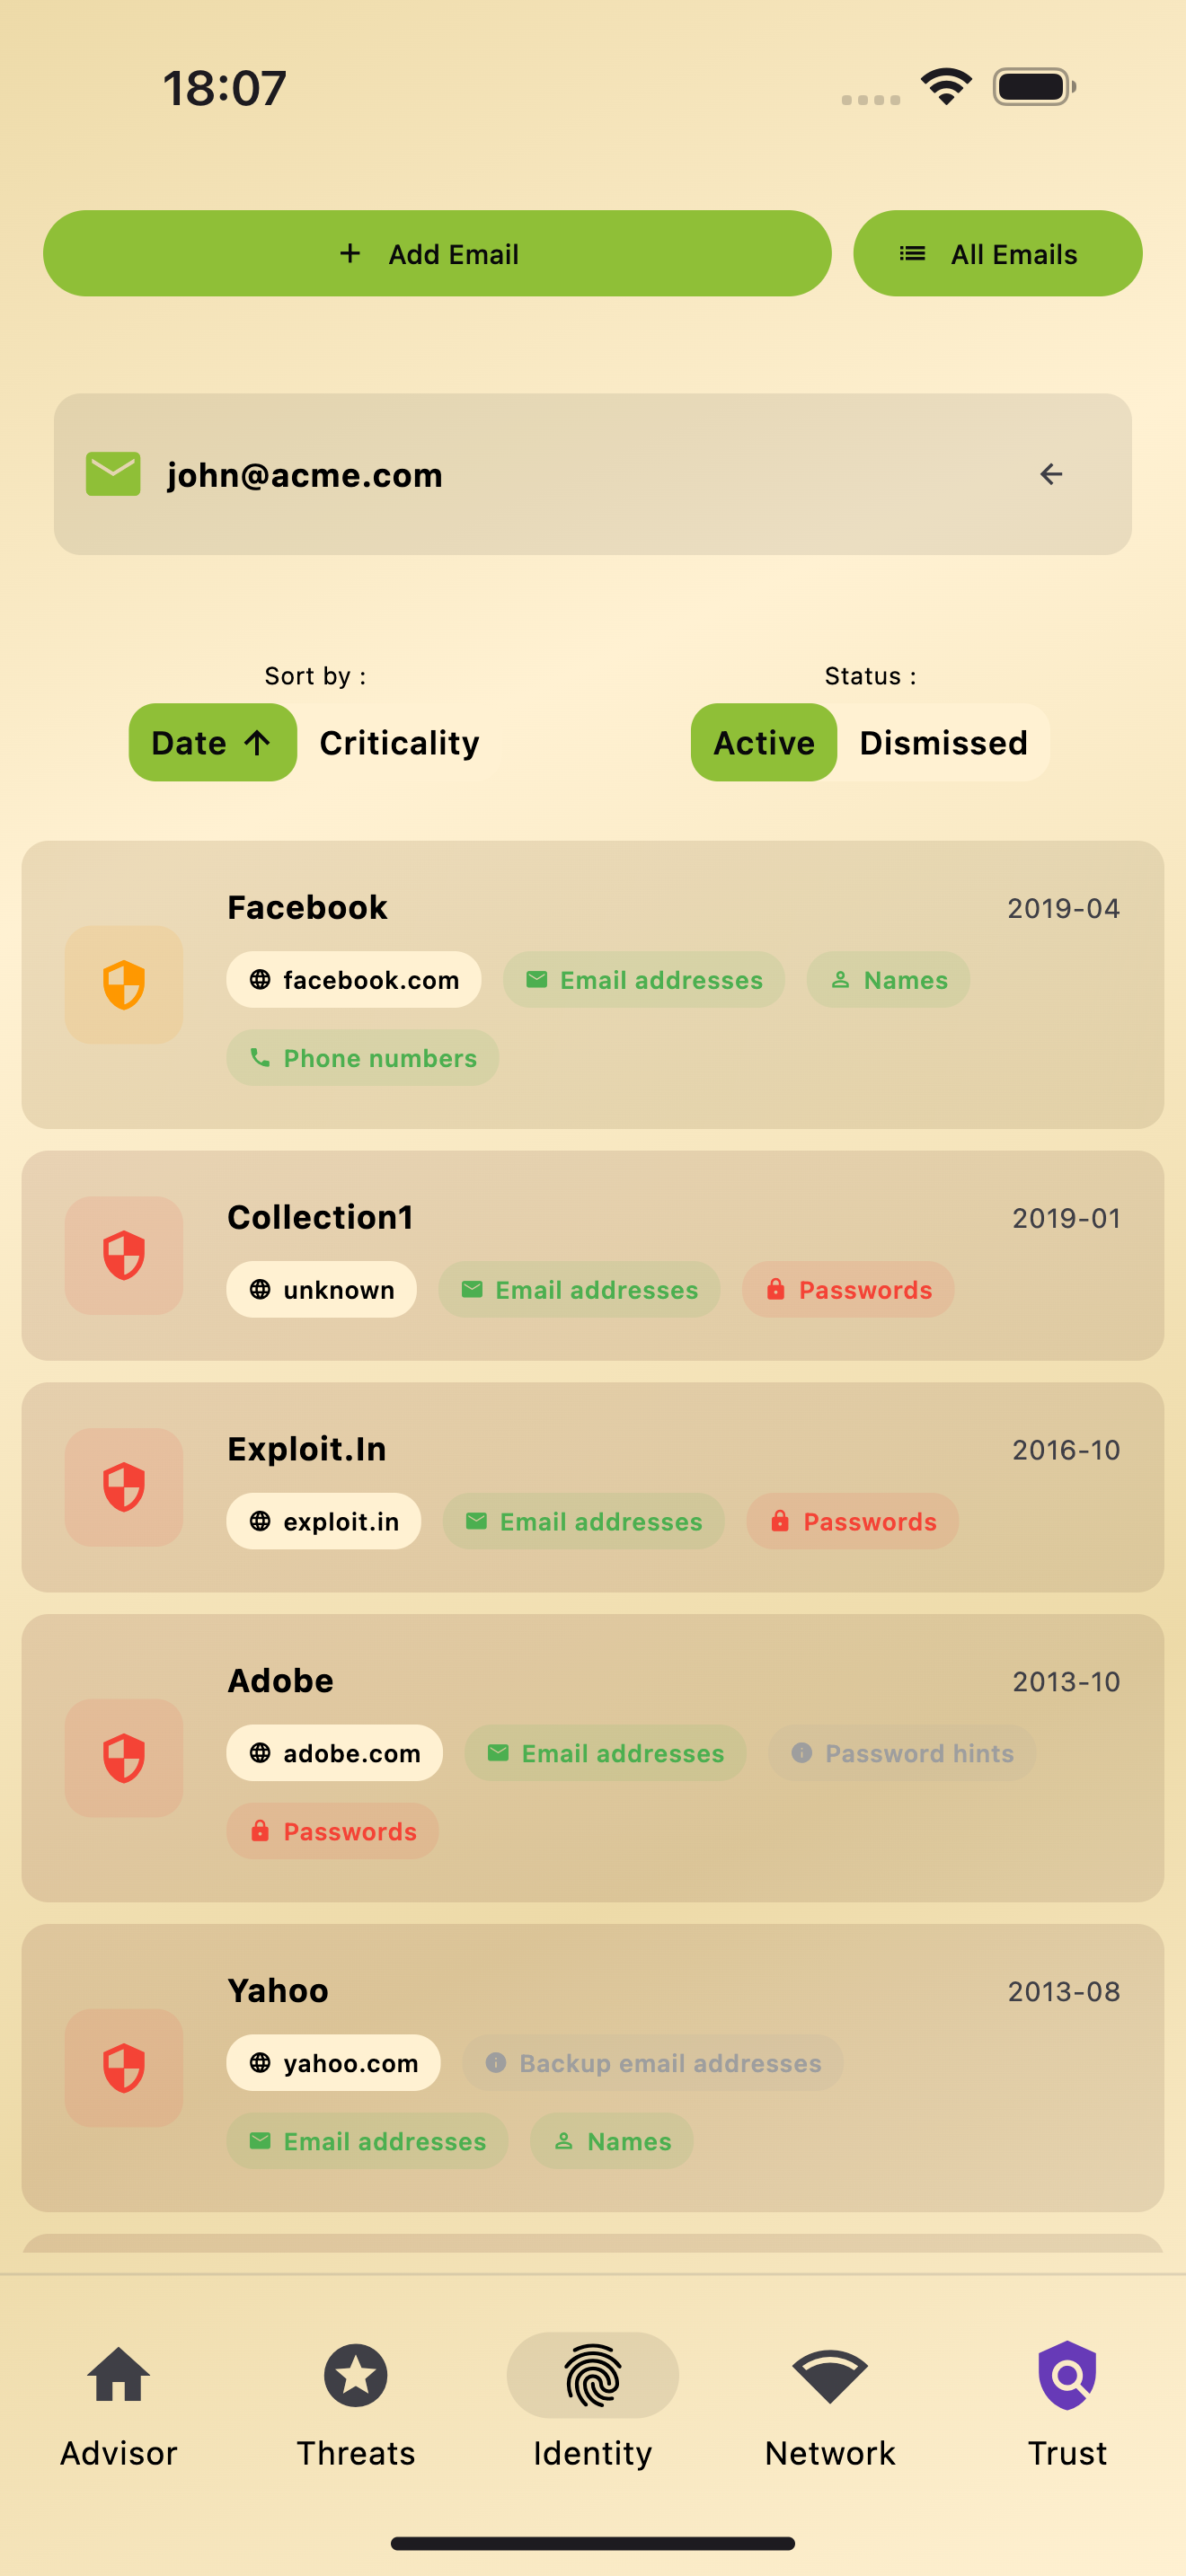 18:07
Add Email
All Emails
john@acme.com
Sort by :
Status :
Date
Criticality
Active
Dismissed
Facebook
2019-04
facebook.com
Email addresses
Names
Phone numbers
Collection1
2019-01
unknown
Email addresses
Passwords
Exploit.In
2016-10
exploit.in
Email addresses
Passwords
Adobe
2013-10
adobe.com
Email addresses
Password hints
Passwords
Yahoo
2013-08
yahoo.com
Backup email addresses
Email addresses
Names
Advisor
Threats
Identity
Network
Trust